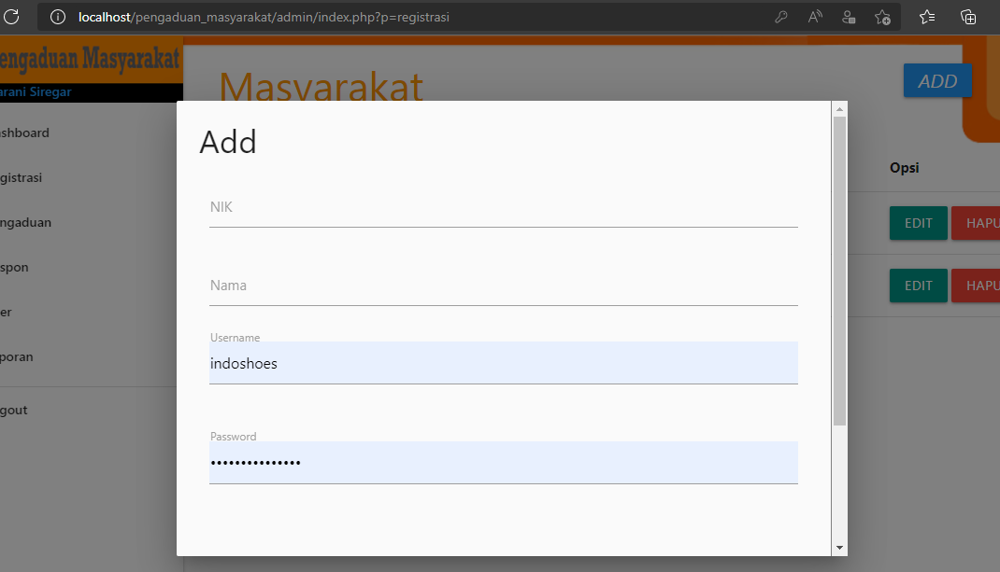 localhost/pengaduan_masyarakat/admin/index.php?p=registrasi
engaduan Masyarakat
arani Siregar
shboard
gistrasi
ngaduan
spon
er
poran
gout
Masyarakat
ADD
Opsi
EDIT HAPU
EDIT HAPU
Add
NIK
Nama
Username
indoshoes
Password
•••••••••••••••